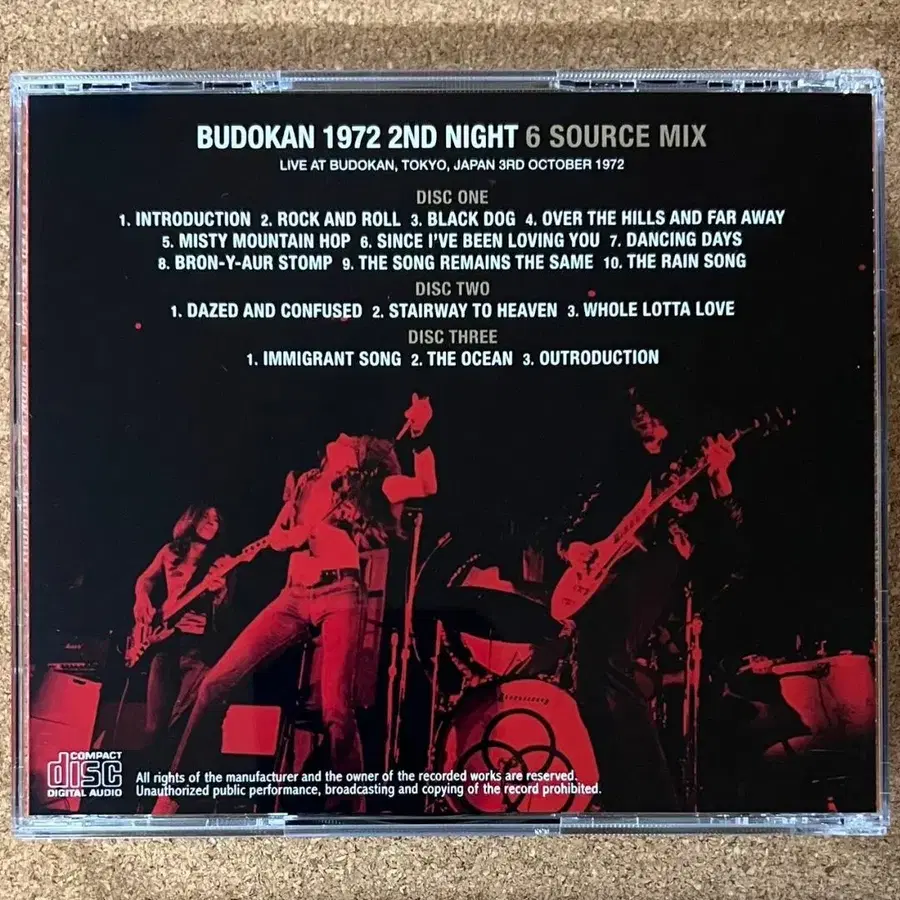 BUDOKAN 1972 2ND NIGHT 6 SOURCE MIX
LIVE AT BUDOKAN, TOKYO, JAPAN 3RD OCTOBER 1972
DISC ONE
1. INTRODUCTION 2. ROCK AND ROLL 3. BLACK DOG 4. OVER THE HILLS AND FAR AWAY
5. MISTY MOUNTAIN HOP 6. SINCE I'VE BEEN LOVING YOU 7. DANCING DAYS
8. BRON-Y-AUR STOMP 9. THE SONG REMAINS THE SAME 10. THE RAIN SONG
DISC TWO
1. DAZED AND CONFUSED 2. STAIRWAY TO HEAVEN 3. WHOLE LOTTA LOVE
DISC THREE
1. IMMIGRANT SONG 2. THE OCEAN 3. OUTRODUCTION
COMPACT
disc
DIGITAL AUDIO
All rights of the manufacturer and the owner of the recorded works are reserved.
Unauthorized public performance, broadcasting and copying of the record prohibited.